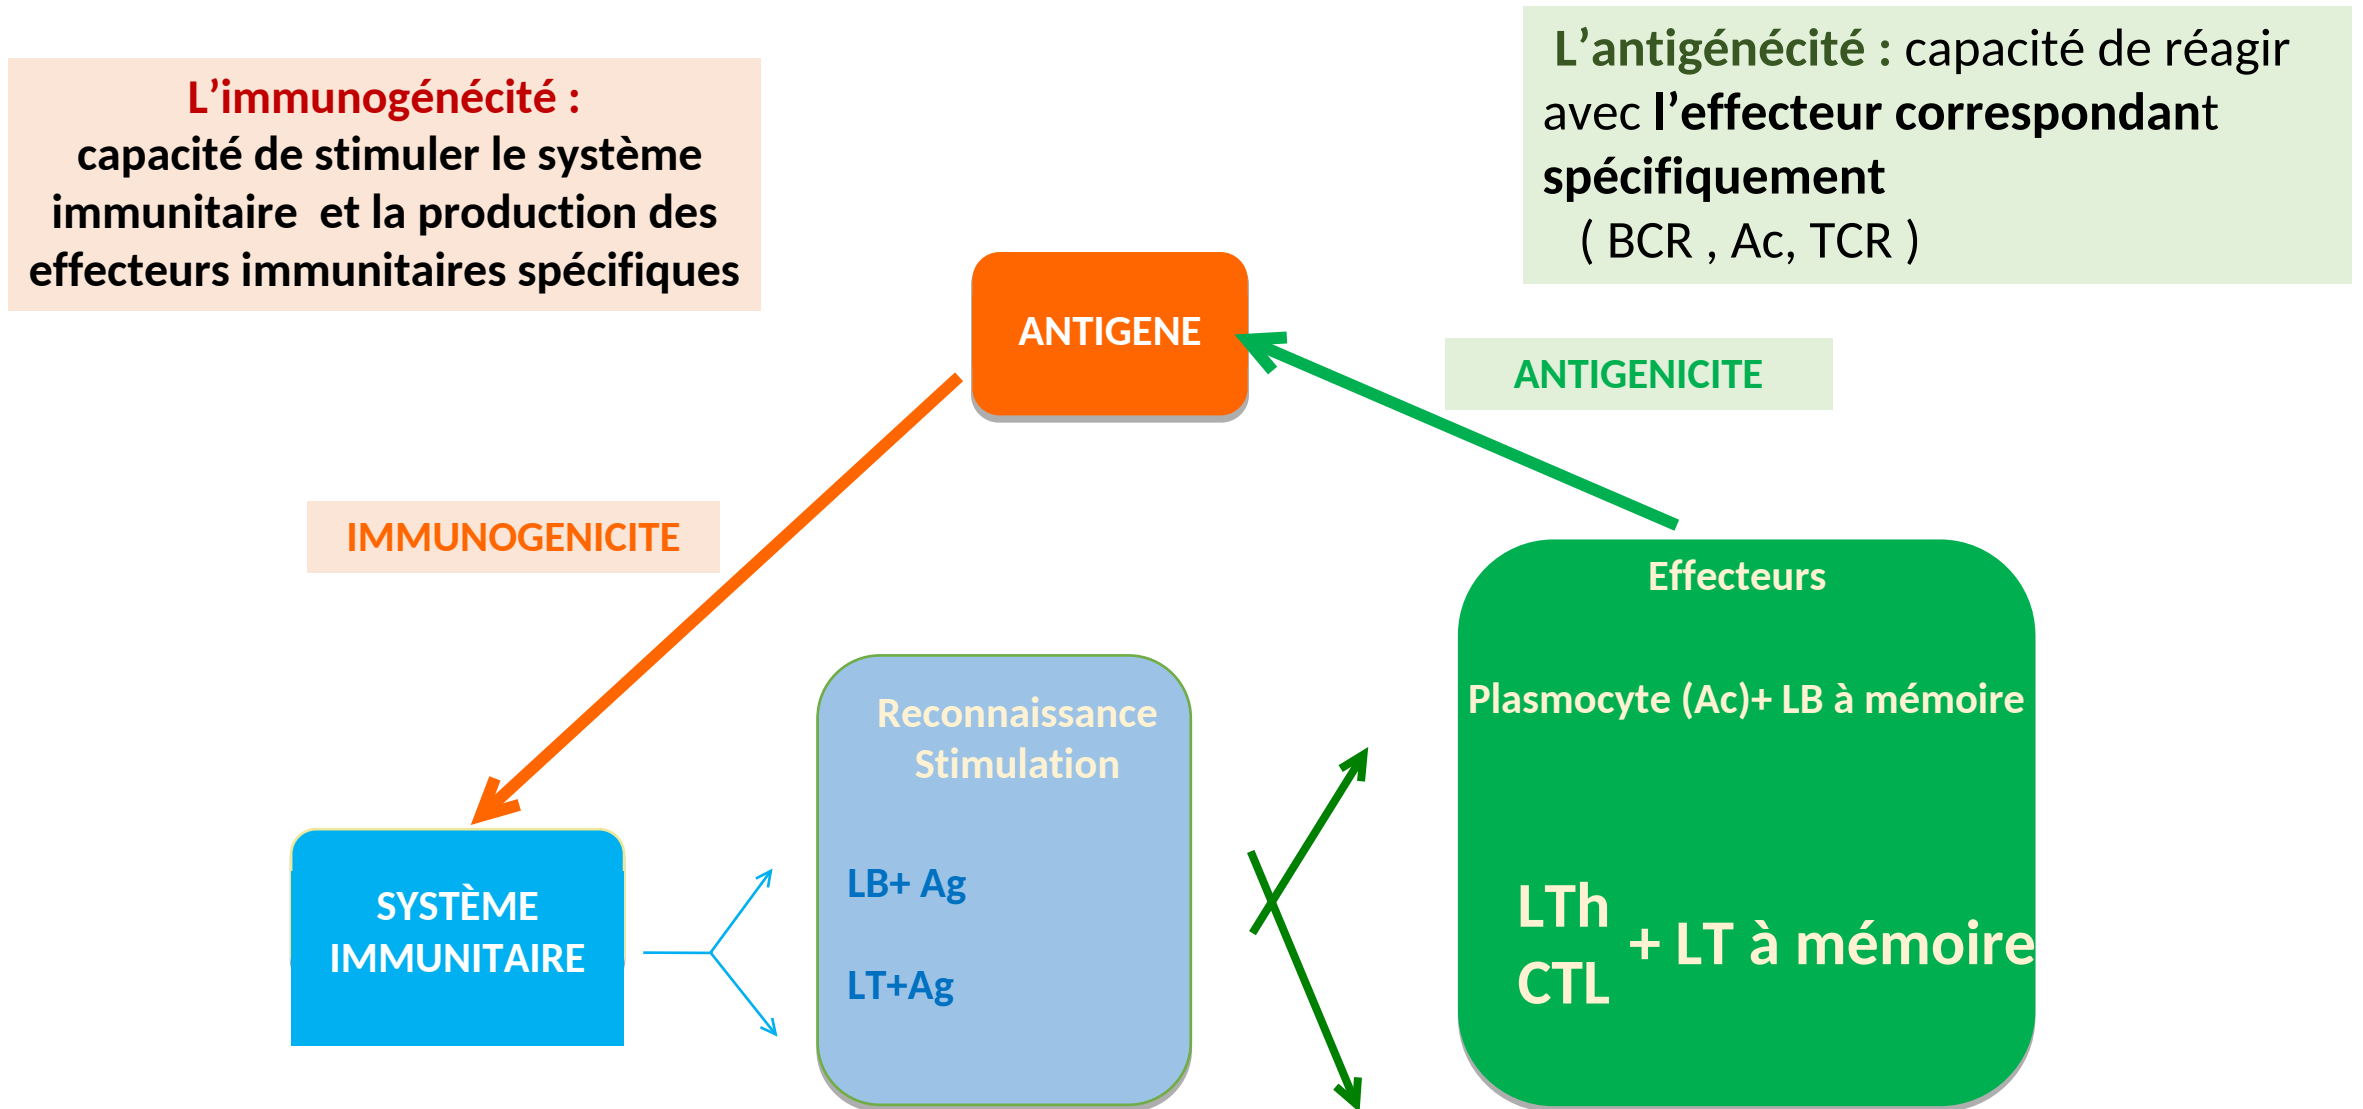 L’immunogénécité :
capacité de stimuler le système
immunitaire et la production des
effecteurs immunitaires spécifiques
L’antigénécité : capacité de réagir
avec l’effecteur correspondant
spécifiquement
( BCR , Ac, TCR )
ANTIGENE
ANTIGENICITE
IMMUNOGENICITE
SYSTÈME
IMMUNITAIRE
Reconnaissance
Stimulation
LB+ Ag
LT+Ag
Effecteurs
Plasmocyte (Ac)+ LB à mémoire
LTh
CTL
+ LT à mémoire